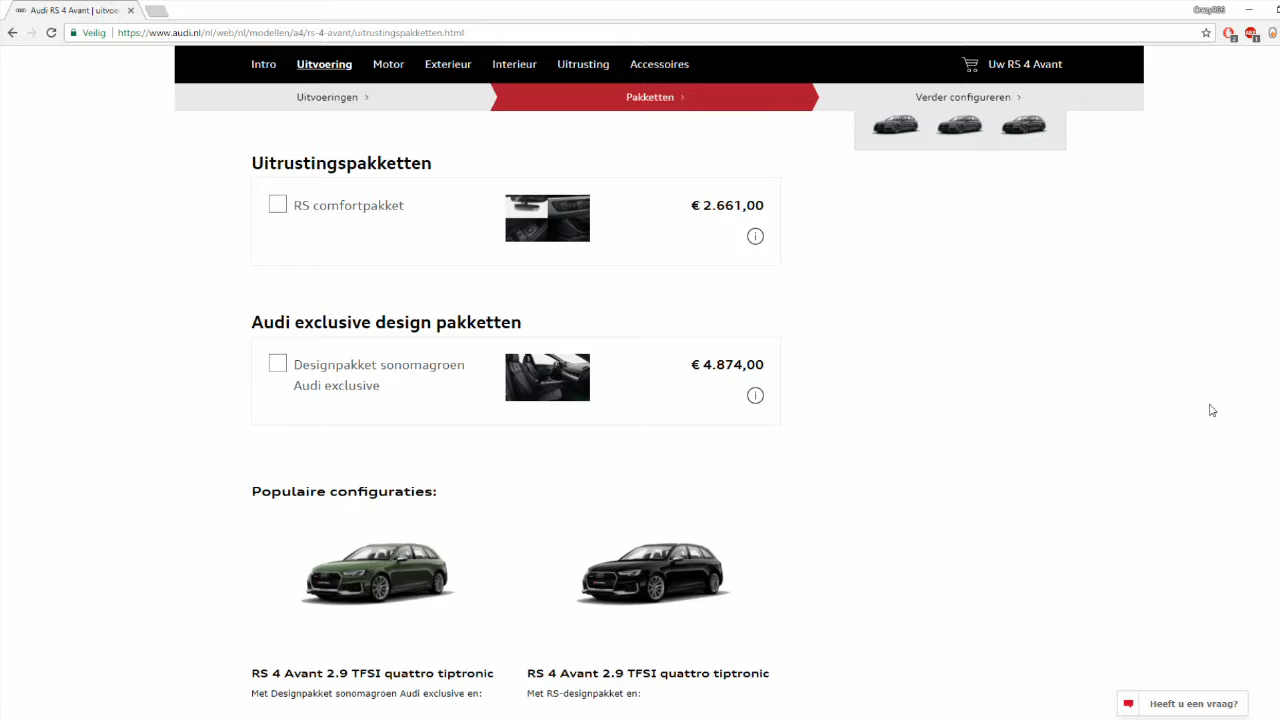 Audi RS 4 Avant | uitvoe
CrazyRS6
Veilig
https://www.audi.nl/nl/web/nl/modellen/a4/rs-4-avant/uitrustingspakketten.html
2
1
Intro Uitvoering Motor Exterieur Interieur Uitrusting Accessoires Uw RS 4 Avant
Uitvoeringen > Pakketten > Verder configureren >
Uitrustingspakketten
RS comfortpakket
€ 2.661,00
Audi exclusive design pakketten
Designpakket sonomagroen
Audi exclusive
€ 4.874,00
Populaire configuraties:
RS 4 Avant 2.9 TFSI quattro tiptronic
Met Designpakket sonomagroen Audi exclusive en:
RS 4 Avant 2.9 TFSI quattro tiptronic
Met RS-designpakket en:
Heeft u een vraag?